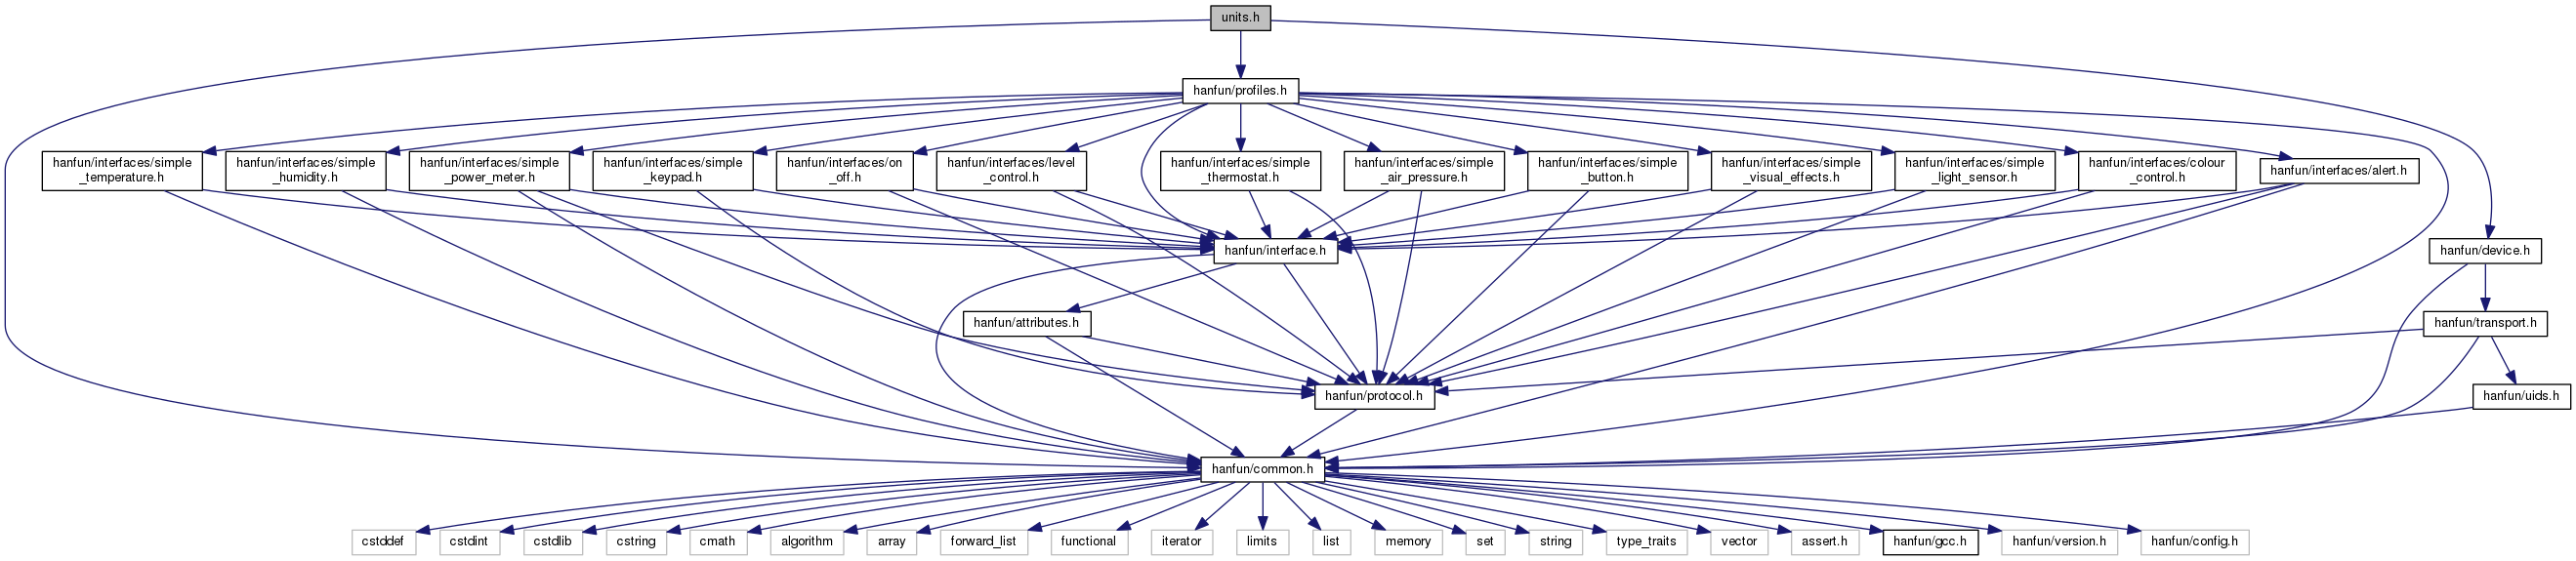 units.h
hanfun/profiles.h
hanfun/interfaces/simple
_temperature.h
hanfun/interfaces/simple
_humidity.h
hanfun/interfaces/simple
_power_meter.h
hanfun/interfaces/simple
_keypad.h
hanfun/interfaces/on
_off.h
hanfun/interfaces/level
_control.h
hanfun/interfaces/simple
_thermostat.h
hanfun/interfaces/simple
_air_pressure.h
hanfun/interfaces/simple
_button.h
hanfun/interfaces/simple
_visual_effects.h
hanfun/interfaces/simple
_light_sensor.h
hanfun/interfaces/colour
_control.h
hanfun/interfaces/alert.h
hanfun/interface.h
hanfun/device.h
hanfun/attributes.h
hanfun/transport.h
hanfun/protocol.h
hanfun/uids.h
hanfun/common.h
cstddef
cstdint
cstdlib
cstring
cmath
algorithm
array
forward_list
functional
iterator
limits
list
memory
set
string
type_traits
vector
assert.h
hanfun/gcc.h
hanfun/version.h
hanfun/config.h